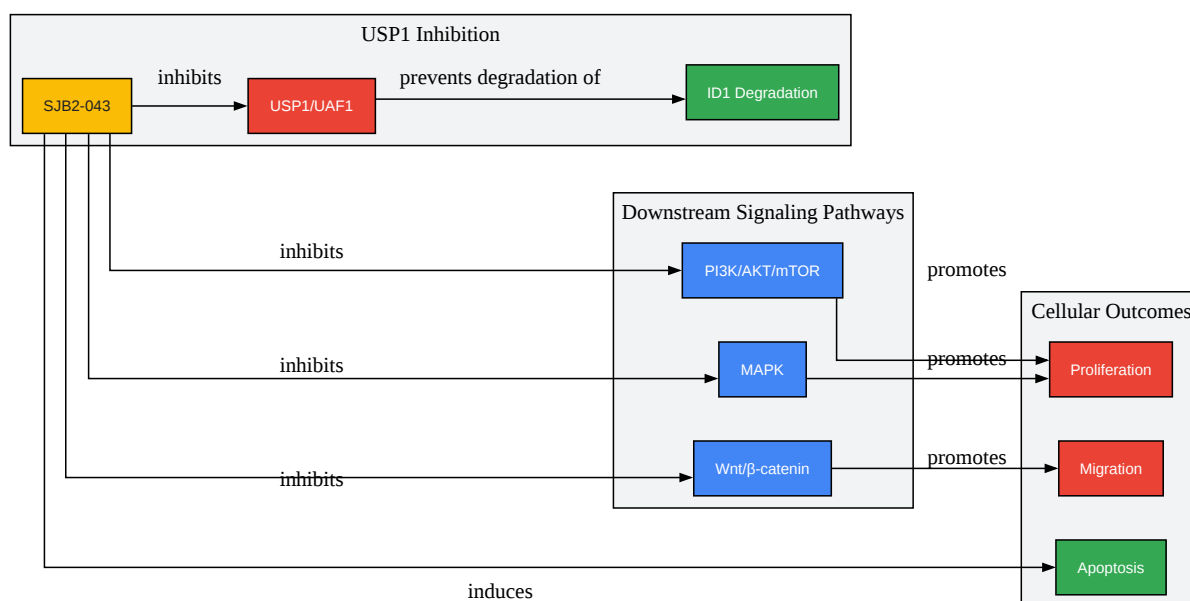 USP1 Inhibition
inhibits
prevents degradation of
SJB2-043
USP1/UAF1
ID1 Degradation
Downstream Signaling Pathways
inhibits
PI3K/AKT/mTOR
promotes
Cellular Outcomes
inhibits
MAPK
promotes
Proliferation
inhibits
Wnt/β-catenin
promotes
Migration
Apoptosis
induces